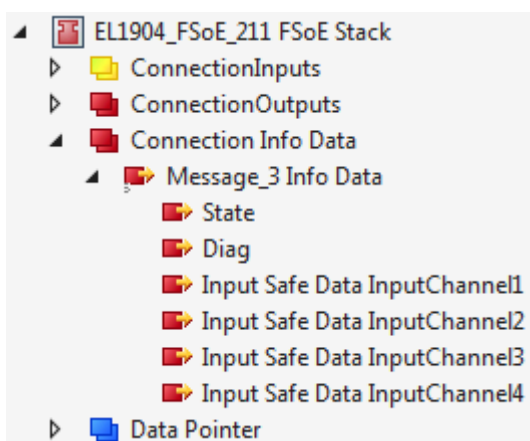 EL1904_FSoE_211 FSoE Stack
ConnectionInputs
ConnectionOutputs
Connection Info Data
Message_3 Info Data
State
Diag
Input Safe Data InputChannel1
Input Safe Data InputChannel2
Input Safe Data InputChannel3
Input Safe Data InputChannel4
Data Pointer